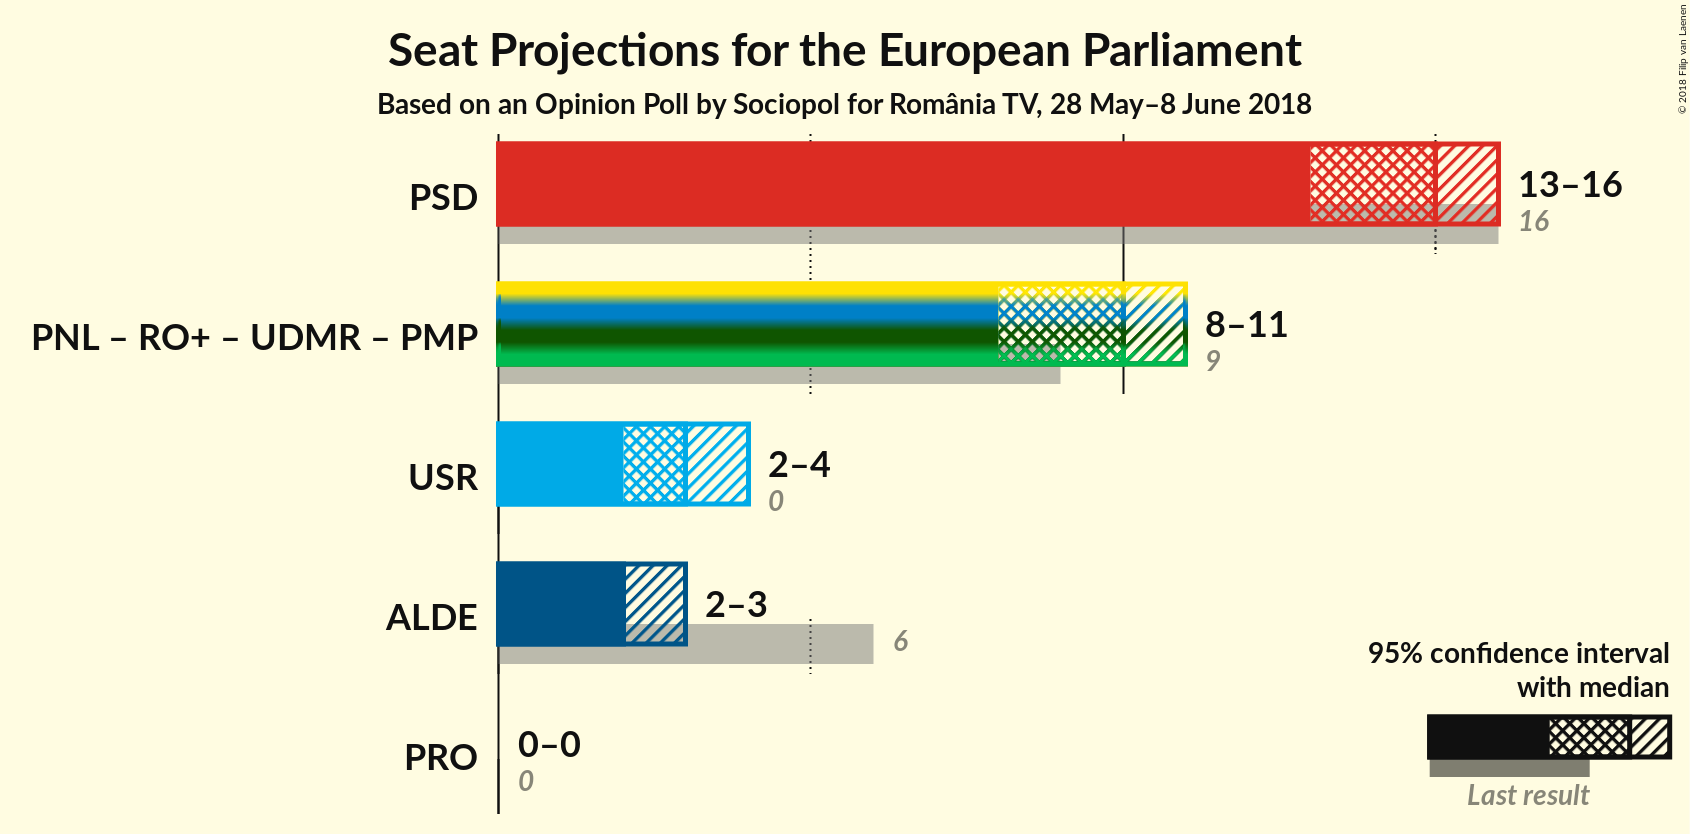 Seat Projections for the European Parliament
Based on an Opinion Poll by Sociopol for România TV, 28 May–8 June 2018
© 2018 Filip van Laenen
PSD
13–16
16
PNL – RO+ – UDMR – PMP
8–11
9
USR
2–4
0
ALDE
2–3
6
PRO
0–0
0
95% confidence interval
with median
Last result